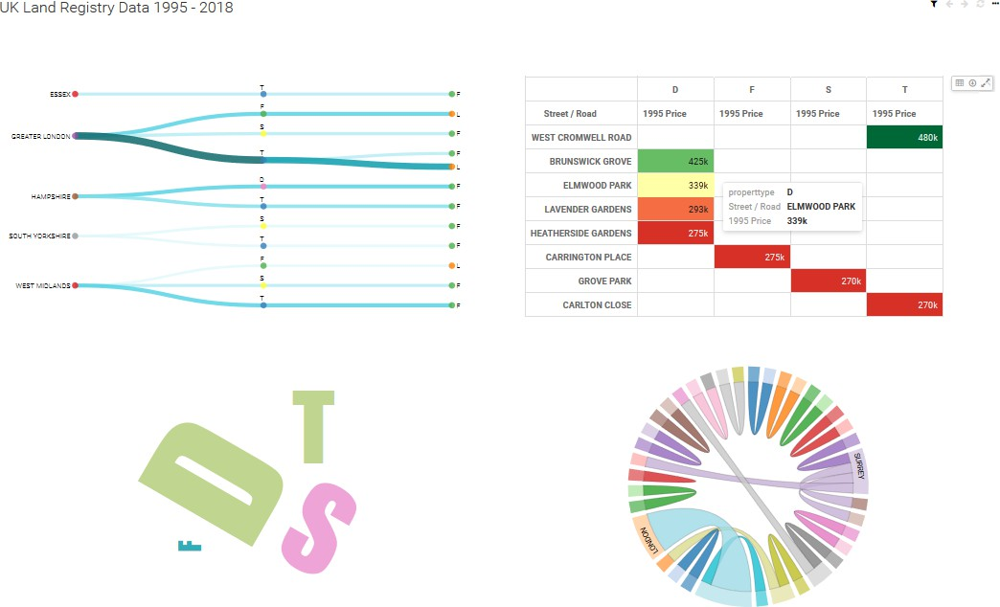 UK Land Registry Data 1995 - 2018
ESSEX T F
GREATER LONDON F L
S F
T F
L
HAMPSHIRE D F
T F
SOUTH YORKSHIRE S F
T F
WEST MIDLANDS F L
S F
T F
D F S T
Street / Road 1995 Price 1995 Price 1995 Price 1995 Price
WEST CROMWELL ROAD 480k
BRUNSWICK GROVE 425k
ELMWOOD PARK 339k
LAVENDER GARDENS 293k
HEATHERSIDE GARDENS 275k
CARRINGTON PLACE 275k
GROVE PARK 270k
CARLTON CLOSE 270k
propertytype D
Street / Road ELMWOOD PARK
1995 Price 339k
T
D
S
F
SURREY
LONDON